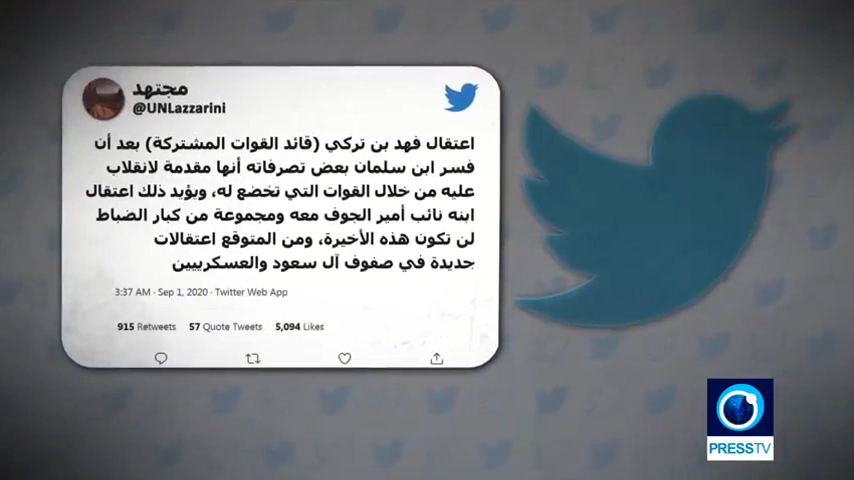 مجتهد
@UNLazzarini
اعتقال فهد بن تركي (قائد القوات المشتركة) بعد أن
فسر ابن سلمان بعض تصرفاته أنها مقدمة لانقلاب
عليه من خلال القوات التي تخضع له، ويؤيد ذلك اعتقال
ابنه نائب أمير الجوف معه ومجموعة من كبار الضباط
لن تكون هذه الأخيرة، ومن المتوقع اعتقالات
جديدة في صفوف آل سعود والعسكرييين
3:37 AM · Sep 1, 2020 · Twitter Web App
915 Retweets 57 Quote Tweets 5,094 Likes
PRESSTV